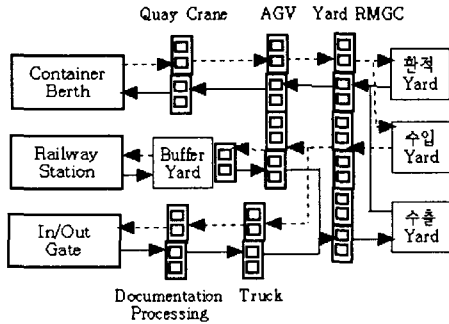 Quay Crane AGV Yard RMGC
Container
Berth
환적
Yard
수입
Yard
Railway
Station
Buffer
Yard
In/Out
Gate
수출
Yard
Documentation
Processing
Truck